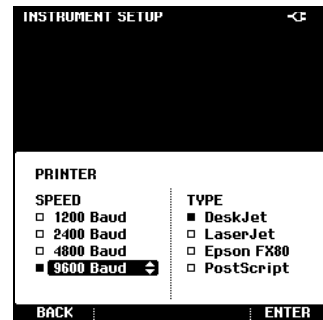 INSTRUMENT SETUP
PRINTER
SPEED
1200 Baud
2400 Baud
4800 Baud
9600 Baud
TYPE
DeskJet
LaserJet
Epson FX80
PostScript
BACK
ENTER